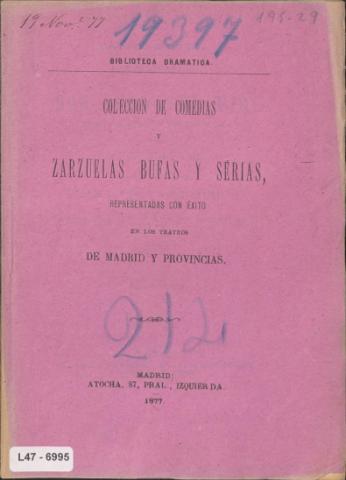 19 Nov.e 77
19397
195-29
BIBLIOTECA DRAMATICA.
COLECCION DE COMEDIAS
Y
ZARZUELAS BUFAS Y SÉRIAS,
REPRESENTADAS CON ÉXITO
EN LOS TEATROS
DE MADRID Y PROVINCIAS.
212
MADRID:
ATOCHA, 87, PRAL., IZQUIERDA.
1877.
L47 - 6995